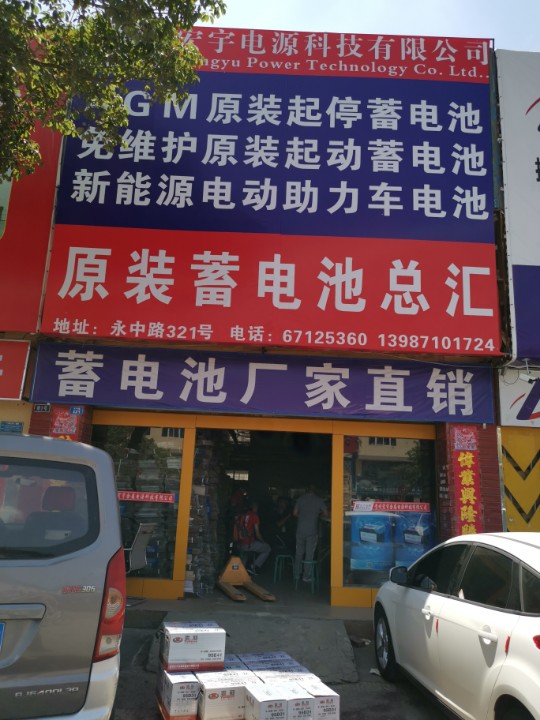 宏宇电源科技有限公司
ngyu Power Technology Co. Ltd..
GM原装起停蓄电池
免维护原装起动蓄电池
新能源电动助力车电池
原装蓄电池总汇
地址：永中路321号 电话：67125360 13987101724
蓄电池厂家直销